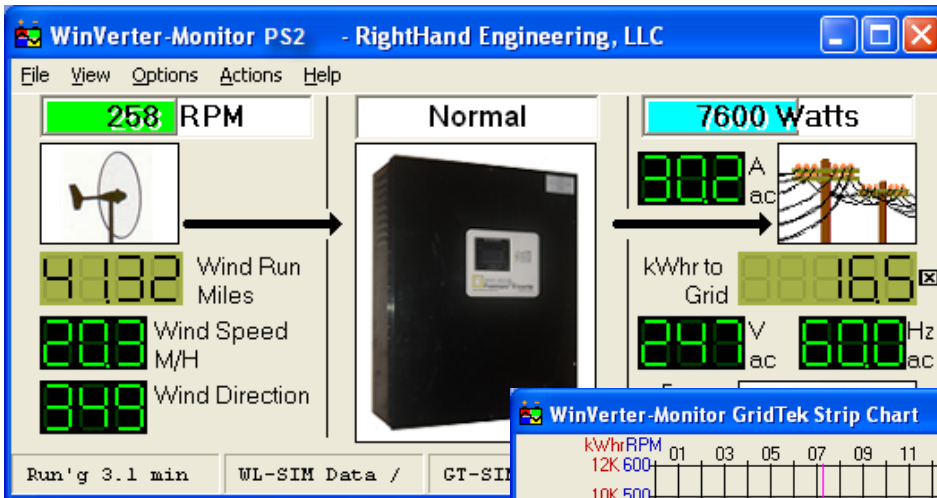 WinVerter-Monitor PS2 - RightHand Engineering, LLC
File View Options Actions Help
258 RPM
Normal
7600 Watts
30.2 A ac
41.32 Wind Run Miles
kWhr to Grid 16.5
20.3 Wind Speed M/H
247 V ac
60.0 Hz ac
349 Wind Direction
WinVerter-Monitor GridTek Strip Chart
kWhr RPM
01 03 05 07 09 11
12K 600
10K 500
Run'g 3.1 min
WL-SIM Data /